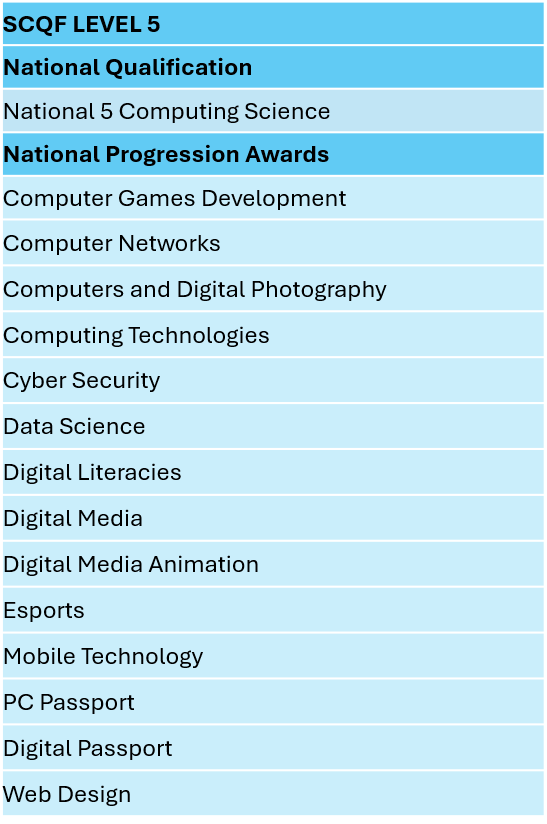 SCQF LEVEL 5
National Qualification
National 5 Computing Science
National Progression Awards
Computer Games Development
Computer Networks
Computers and Digital Photography
Computing Technologies
Cyber Security
Data Science
Digital Literacies
Digital Media
Digital Media Animation
Esports
Mobile Technology
PC Passport
Digital Passport
Web Design